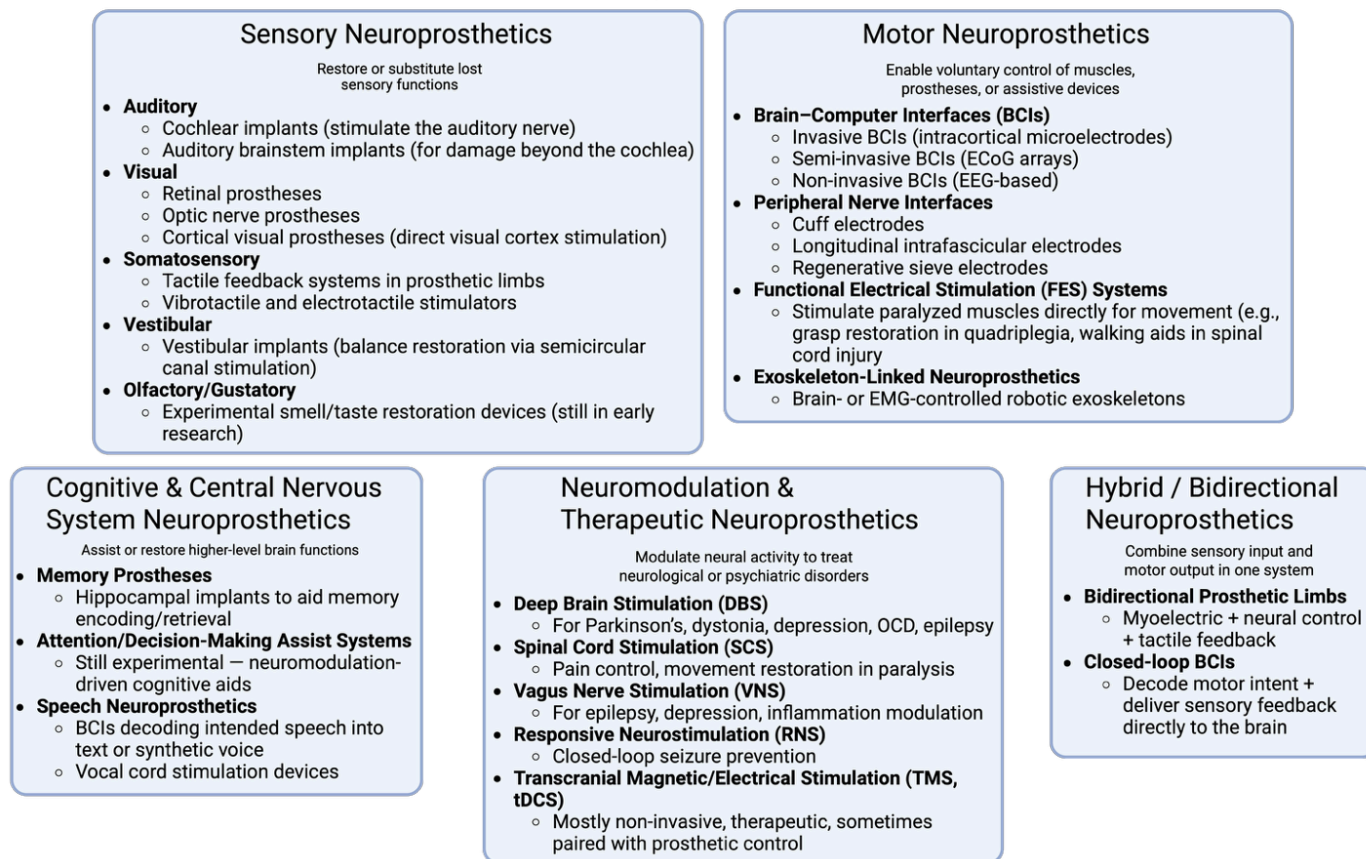 Sensory Neuroprosthetics
Restore or substitute lost
sensory functions
• Auditory
◦ Cochlear implants (stimulate the auditory nerve)
◦ Auditory brainstem implants (for damage beyond the cochlea)
• Visual
◦ Retinal prostheses
◦ Optic nerve prostheses
◦ Cortical visual prostheses (direct visual cortex stimulation)
• Somatosensory
◦ Tactile feedback systems in prosthetic limbs
◦ Vibrotactile and electrotactile stimulators
• Vestibular
◦ Vestibular implants (balance restoration via semicircular
canal stimulation)
• Olfactory/Gustatory
◦ Experimental smell/taste restoration devices (still in early
research)
Motor Neuroprosthetics
Enable voluntary control of muscles,
prostheses, or assistive devices
• Brain–Computer Interfaces (BCIs)
◦ Invasive BCIs (intracortical microelectrodes)
◦ Semi-invasive BCIs (ECoG arrays)
◦ Non-invasive BCIs (EEG-based)
• Peripheral Nerve Interfaces
◦ Cuff electrodes
◦ Longitudinal intrafascicular electrodes
◦ Regenerative sieve electrodes
• Functional Electrical Stimulation (FES) Systems
◦ Stimulate paralyzed muscles directly for movement (e.g.,
grasp restoration in quadriplegia, walking aids in spinal
cord injury
• Exoskeleton-Linked Neuroprosthetics
◦ Brain- or EMG-controlled robotic exoskeletons
Cognitive & Central Nervous
System Neuroprosthetics
Assist or restore higher-level brain functions
• Memory Prostheses
◦ Hippocampal implants to aid memory
encoding/retrieval
• Attention/Decision-Making Assist Systems
◦ Still experimental — neuromodulation-
driven cognitive aids
• Speech Neuroprosthetics
◦ BCIs decoding intended speech into
text or synthetic voice
◦ Vocal cord stimulation devices
Neuromodulation &
Therapeutic Neuroprosthetics
Modulate neural activity to treat
neurological or psychiatric disorders
• Deep Brain Stimulation (DBS)
◦ For Parkinson's, dystonia, depression, OCD, epilepsy
• Spinal Cord Stimulation (SCS)
◦ Pain control, movement restoration in paralysis
• Vagus Nerve Stimulation (VNS)
◦ For epilepsy, depression, inflammation modulation
• Responsive Neurostimulation (RNS)
◦ Closed-loop seizure prevention
• Transcranial Magnetic/Electrical Stimulation (TMS,
tDCS)
◦ Mostly non-invasive, therapeutic, sometimes
paired with prosthetic control
Hybrid / Bidirectional
Neuroprosthetics
Combine sensory input and
motor output in one system
• Bidirectional Prosthetic Limbs
◦ Myoelectric + neural control
+ tactile feedback
• Closed-loop BCIs
◦ Decode motor intent +
deliver sensory feedback
directly to the brain